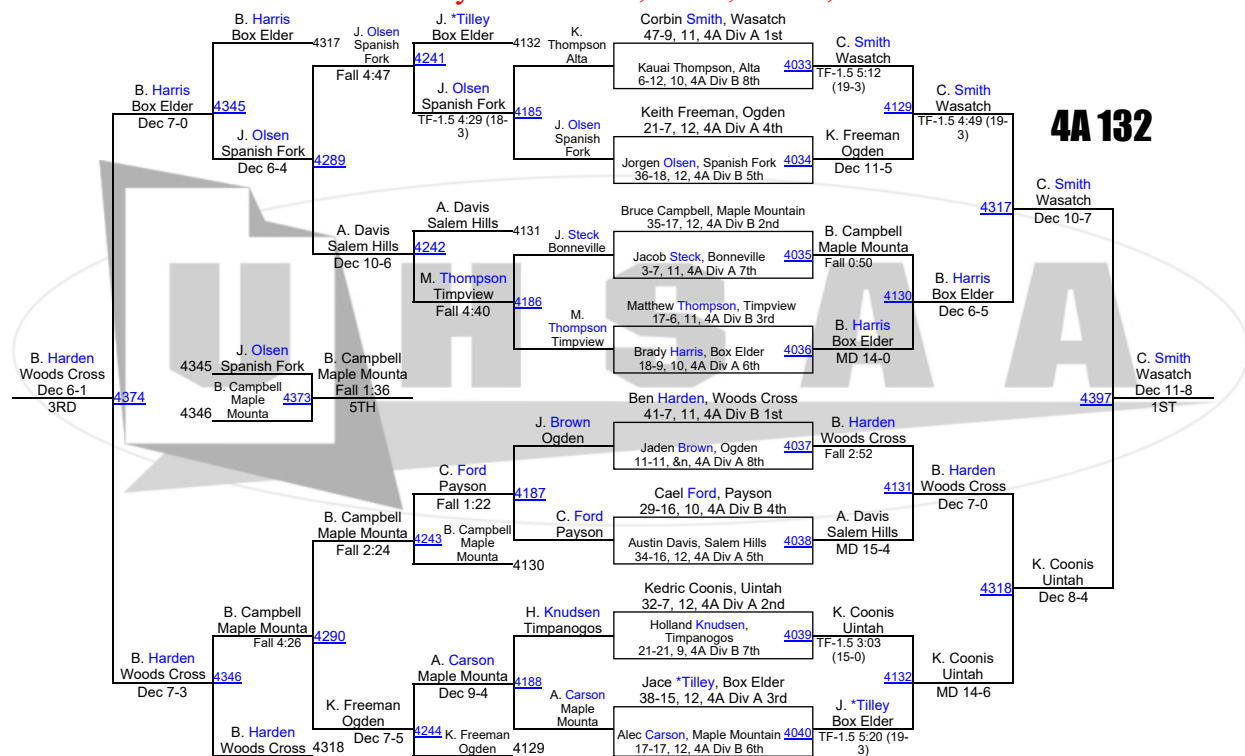 B. Harris
Box Elder
4317
J. Olsen
Spanish
Fork
Fall 4:47
J. *Tilley
Box Elder
4132
4241
K.
Thompson
Alta
Corbin Smith, Wasatch
47-9, 11, 4A Div A 1st
Kauai Thompson, Alta
6-12, 10, 4A Div B 8th
4033
C. Smith
Wasatch
TF-1.5 5:12
(19-3)
B. Harris
Box Elder
Dec 7-0
4345
J. Olsen
Spanish Fork
TF-1.5 4:29 (18-
3)
4185
Keith Freeman, Ogden
21-7, 12, 4A Div A 4th
4129
C. Smith
Wasatch
TF-1.5 4:49 (19-
3)
4A 132
J. Olsen
Spanish Fork
Dec 6-4
4289
J. Olsen
Spanish
Fork
Jorgen Olsen, Spanish Fork
36-18, 12, 4A Div B 5th
4034
K. Freeman
Ogden
Dec 11-5
C. Smith
Wasatch
Dec 10-7
4317
A. Davis
Salem Hills
Dec 10-6
A. Davis
Salem Hills
4131
4242
J. Steck
Bonneville
Bruce Campbell, Maple Mountain
35-17, 12, 4A Div B 2nd
Jacob Steck, Bonneville
3-7, 11, 4A Div A 7th
4035
B. Campbell
Maple Mounta
Fall 0:50
M. Thompson
Timpview
Fall 4:40
4186
Matthew Thompson, Timpview
17-6, 11, 4A Div B 3rd
4130
B. Harris
Box Elder
Dec 6-5
M.
Thompson
Timpview
Brady Harris, Box Elder
18-9, 10, 4A Div A 6th
4036
B. Harris
Box Elder
MD 14-0
UHSAA
B. Harden
Woods Cross
Dec 6-1
3RD
4374
4345
J. Olsen
Spanish Fork
4346
B. Campbell
Maple
Mounta
4373
B. Campbell
Maple Mounta
Fall 1:36
5TH
C. Smith
Wasatch
Dec 11-8
1ST
4397
J. Brown
Ogden
Ben Harden, Woods Cross
41-7, 11, 4A Div B 1st
Jaden Brown, Ogden
11-11, &n, 4A Div A 8th
4037
B. Harden
Woods Cross
Fall 2:52
C. Ford
Payson
Fall 1:22
4187
Cael Ford, Payson
29-16, 10, 4A Div B 4th
4131
B. Harden
Woods Cross
Dec 7-0
B. Campbell
Maple Mounta
Fall 2:24
4243
B. Campbell
Maple
Mounta
4130
C. Ford
Payson
Austin Davis, Salem Hills
34-16, 12, 4A Div A 5th
4038
A. Davis
Salem Hills
MD 15-4
K. Coonis
Uintah
Dec 8-4
4318
B. Campbell
Maple Mounta
Fall 4:26
4290
H. Knudsen
Timpanogos
Kedric Coonis, Uintah
32-7, 12, 4A Div A 2nd
Holland Knudsen,
Timpanogos
21-21, 9, 4A Div B 7th
4039
K. Coonis
Uintah
TF-1.5 3:03
(15-0)
B. Harden
Woods Cross
Dec 7-3
4346
A. Carson
Maple Mounta
Dec 9-4
4188
Jace *Tilley, Box Elder
38-15, 12, 4A Div A 3rd
4132
K. Coonis
Uintah
MD 14-6
B. Harden
Woods Cross
4318
K. Freeman
Ogden
Dec 7-5
4244
K. Freeman
Ogden
4129
A. Carson
Maple
Mounta
Alec Carson, Maple Mountain
17-17, 12, 4A Div B 6th
4040
J. *Tilley
Box Elder
TF-1.5 5:20 (19-
3)